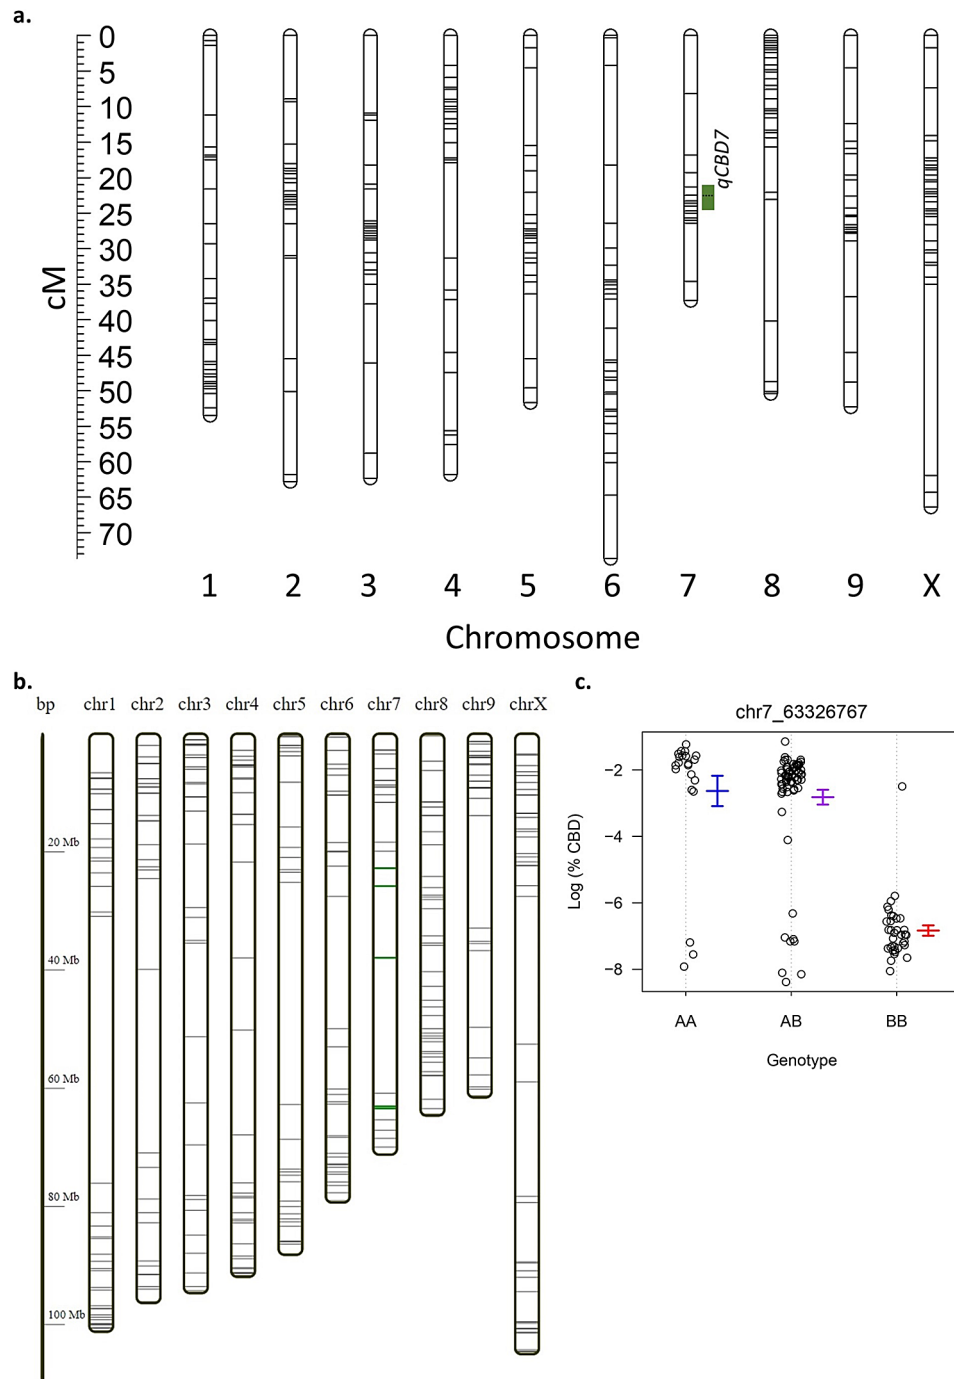 a.
0
5
10
15
20
25
30
35
40
45
50
55
60
65
70
cM
qCBD7
1 2 3 4 5 6 7 8 9 X
Chromosome
b.
bp chr1 chr2 chr3 chr4 chr5 chr6 chr7 chr8 chr9 chrX
20 Mb
40 Mb
60 Mb
80 Mb
100 Mb
c.
chr7_63326767
Log (% CBD)
−2
−4
−6
−8
AA AB BB
Genotype